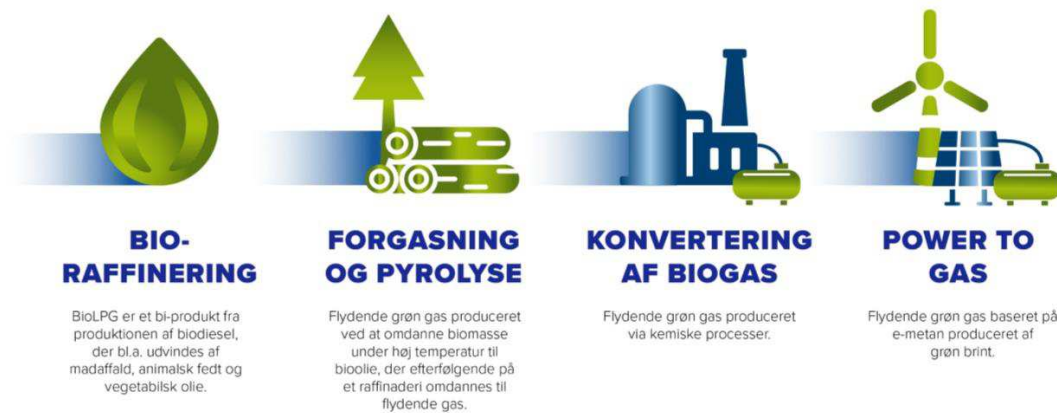 BIO-
RAFFINERING
BioLPG er et bi-produkt fra
produktionen af biodiesel,
der bl.a. udvindes af
madaffald, animalsk fedt og
vegetabilsk olie.
FORGASNING
OG PYROLYSE
Flydende grøn gas produceret
ved at omdanne biomasse
under høj temperatur til
bioolie, der efterfølgende på
et raffinaderi omdannes til
flydende gas.
KONVERTERING
AF BIOGAS
Flydende grøn gas produceret
via kemiske processer.
POWER TO
GAS
Flydende grøn gas baseret på
e-metan produceret af
grøn brint.